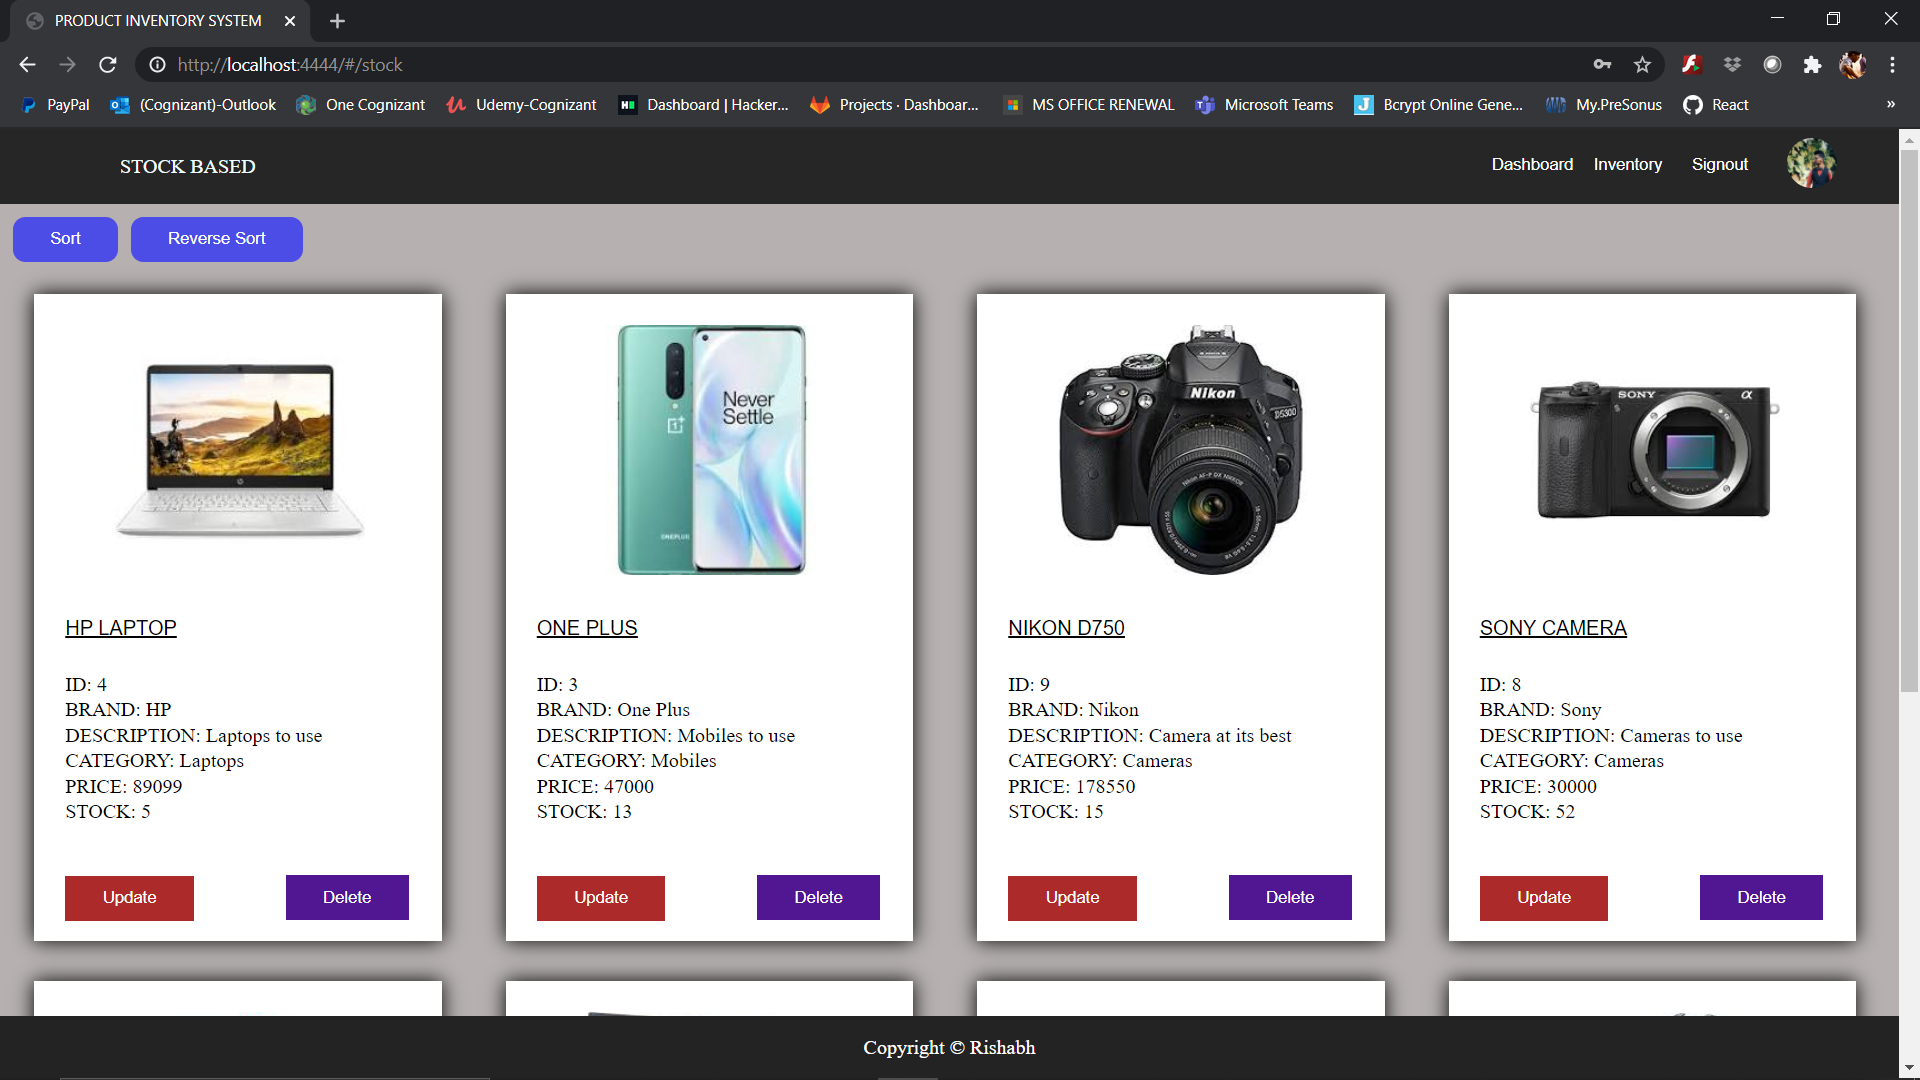 PRODUCT INVENTORY SYSTEM
http://localhost:4444/#/stock
PayPal (Cognizant)-Outlook One Cognizant Udemy-Cognizant Dashboard | Hacker... Projects · Dashboar... MS OFFICE RENEWAL Microsoft Teams Bcrypt Online Gene... My.PreSonus React »
STOCK BASED Dashboard Inventory Signout
Sort Reverse Sort
Never
Settle
ONEPLUS
Nikon
D5300
SONY α
HP LAPTOP
ID: 4
BRAND: HP
DESCRIPTION: Laptops to use
CATEGORY: Laptops
PRICE: 89099
STOCK: 5
Update Delete
ONE PLUS
ID: 3
BRAND: One Plus
DESCRIPTION: Mobiles to use
CATEGORY: Mobiles
PRICE: 47000
STOCK: 13
Update Delete
NIKON D750
ID: 9
BRAND: Nikon
DESCRIPTION: Camera at its best
CATEGORY: Cameras
PRICE: 178550
STOCK: 15
Update Delete
SONY CAMERA
ID: 8
BRAND: Sony
DESCRIPTION: Cameras to use
CATEGORY: Cameras
PRICE: 30000
STOCK: 52
Update Delete
Copyright © Rishabh